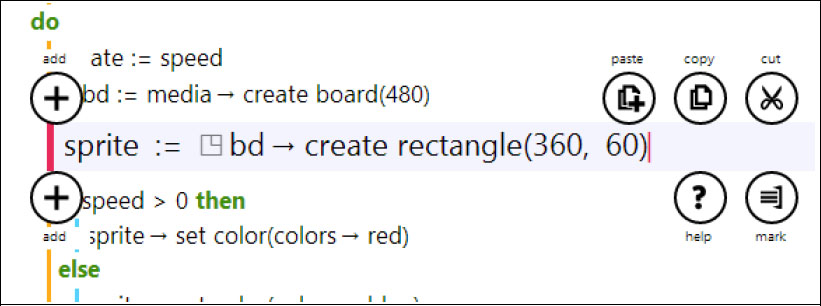 do
add
ate := speed
paste copy cut
bd := media → create board(480)
sprite := bd → create rectangle(360, 60)
speed > 0 then
add
sprite → set color(colors → red)
help mark
else